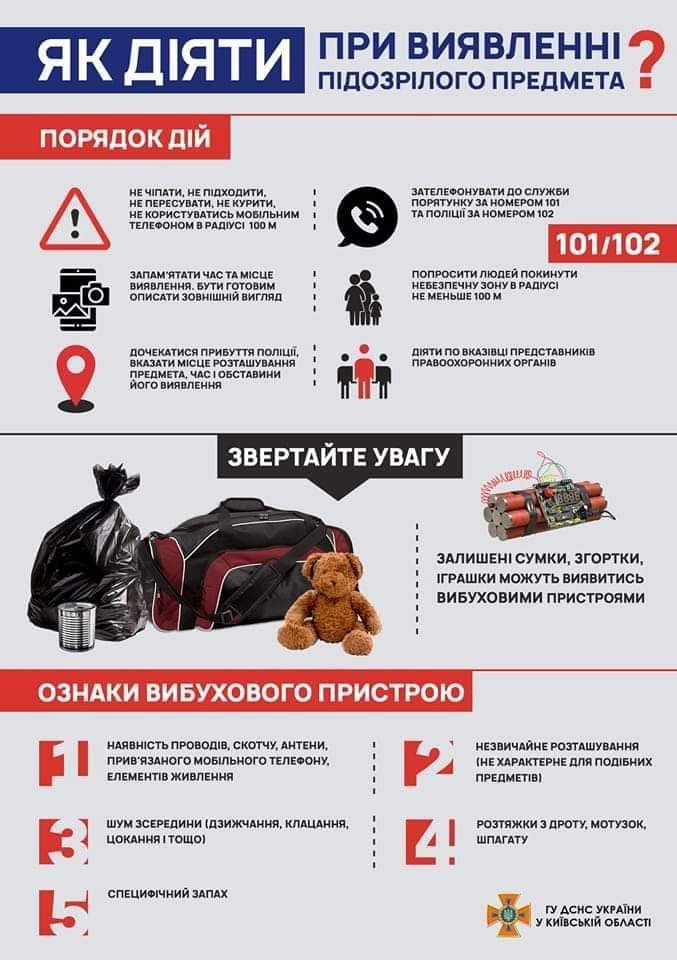 ЯК ДІЯТИ
ПРИ ВИЯВЛЕННІ
ПІДОЗРІЛОГО ПРЕДМЕТА
?
ПОРЯДОК ДІЙ
НЕ ЧІПАТИ, НЕ ПІДХОДИТИ,
НЕ ПЕРЕСУВАТИ, НЕ КУРИТИ,
НЕ КОРИСТУВАТИСЬ МОБІЛЬНИМ
ТЕЛЕФОНОМ В РАДІУСІ 100 М
ЗАТЕЛЕФОНУВАТИ ДО СЛУЖБИ
ПОРЯТУНКУ ЗА НОМЕРОМ 101
ТА ПОЛІЦІЇ ЗА НОМЕРОМ 102
101/102
ЗАПАМ'ЯТАТИ ЧАС ТА МІСЦЕ
ВИЯВЛЕННЯ. БУТИ ГОТОВИМ
ОПИСАТИ ЗОВНІШНІЙ ВИГЛЯД
ПОПРОСИТИ ЛЮДЕЙ ПОКИНУТИ
НЕБЕЗПЕЧНУ ЗОНУ В РАДІУСІ
НЕ МЕНЬШЕ 100 М
ДОЧЕКАТИСЯ ПРИБУТТЯ ПОЛІЦІЇ,
ВКАЗАТИ МІСЦЕ РОЗТАШУВАННЯ
ПРЕДМЕТА, ЧАС І ОБСТАВИНИ
ЙОГО ВИЯВЛЕННЯ
ДІЯТИ ПО ВКАЗІВЦІ ПРЕДСТАВНИКІВ
ПРАВООХОРОННИХ ОРГАНІВ
ЗВЕРТАЙТЕ УВАГУ
ЗАЛИШЕНІ СУМКИ, ЗГОРТКИ,
ІГРАШКИ МОЖУТЬ ВИЯВИТИСЬ
ВИБУХОВИМИ ПРИСТРОЯМИ
ОЗНАКИ ВИБУХОВОГО ПРИСТРОЮ
1
НАЯВНІСТЬ ПРОВОДІВ, СКОТЧУ, АНТЕНИ,
ПРИВ'ЯЗАНОГО МОБІЛЬНОГО ТЕЛЕФОНУ,
ЕЛЕМЕНТІВ ЖИВЛЕННЯ
2
НЕЗВИЧАЙНЕ РОЗТАШУВАННЯ
(НЕ ХАРАКТЕРНЕ ДЛЯ ПОДІБНИХ
ПРЕДМЕТІВ)
3
ШУМ ЗСЕРЕДИНИ (ДЗИЖЧАННЯ, КЛАЦАННЯ,
ЦОКАННЯ І ТОЩО)
4
РОЗТЯЖКИ З ДРОТУ, МОТУЗОК,
ШПАГАТУ
5
СПЕЦИФІЧНИЙ ЗАПАХ
ГУ ДСНС УКРАЇНИ
У КИЇВСЬКІЙ ОБЛАСТІ